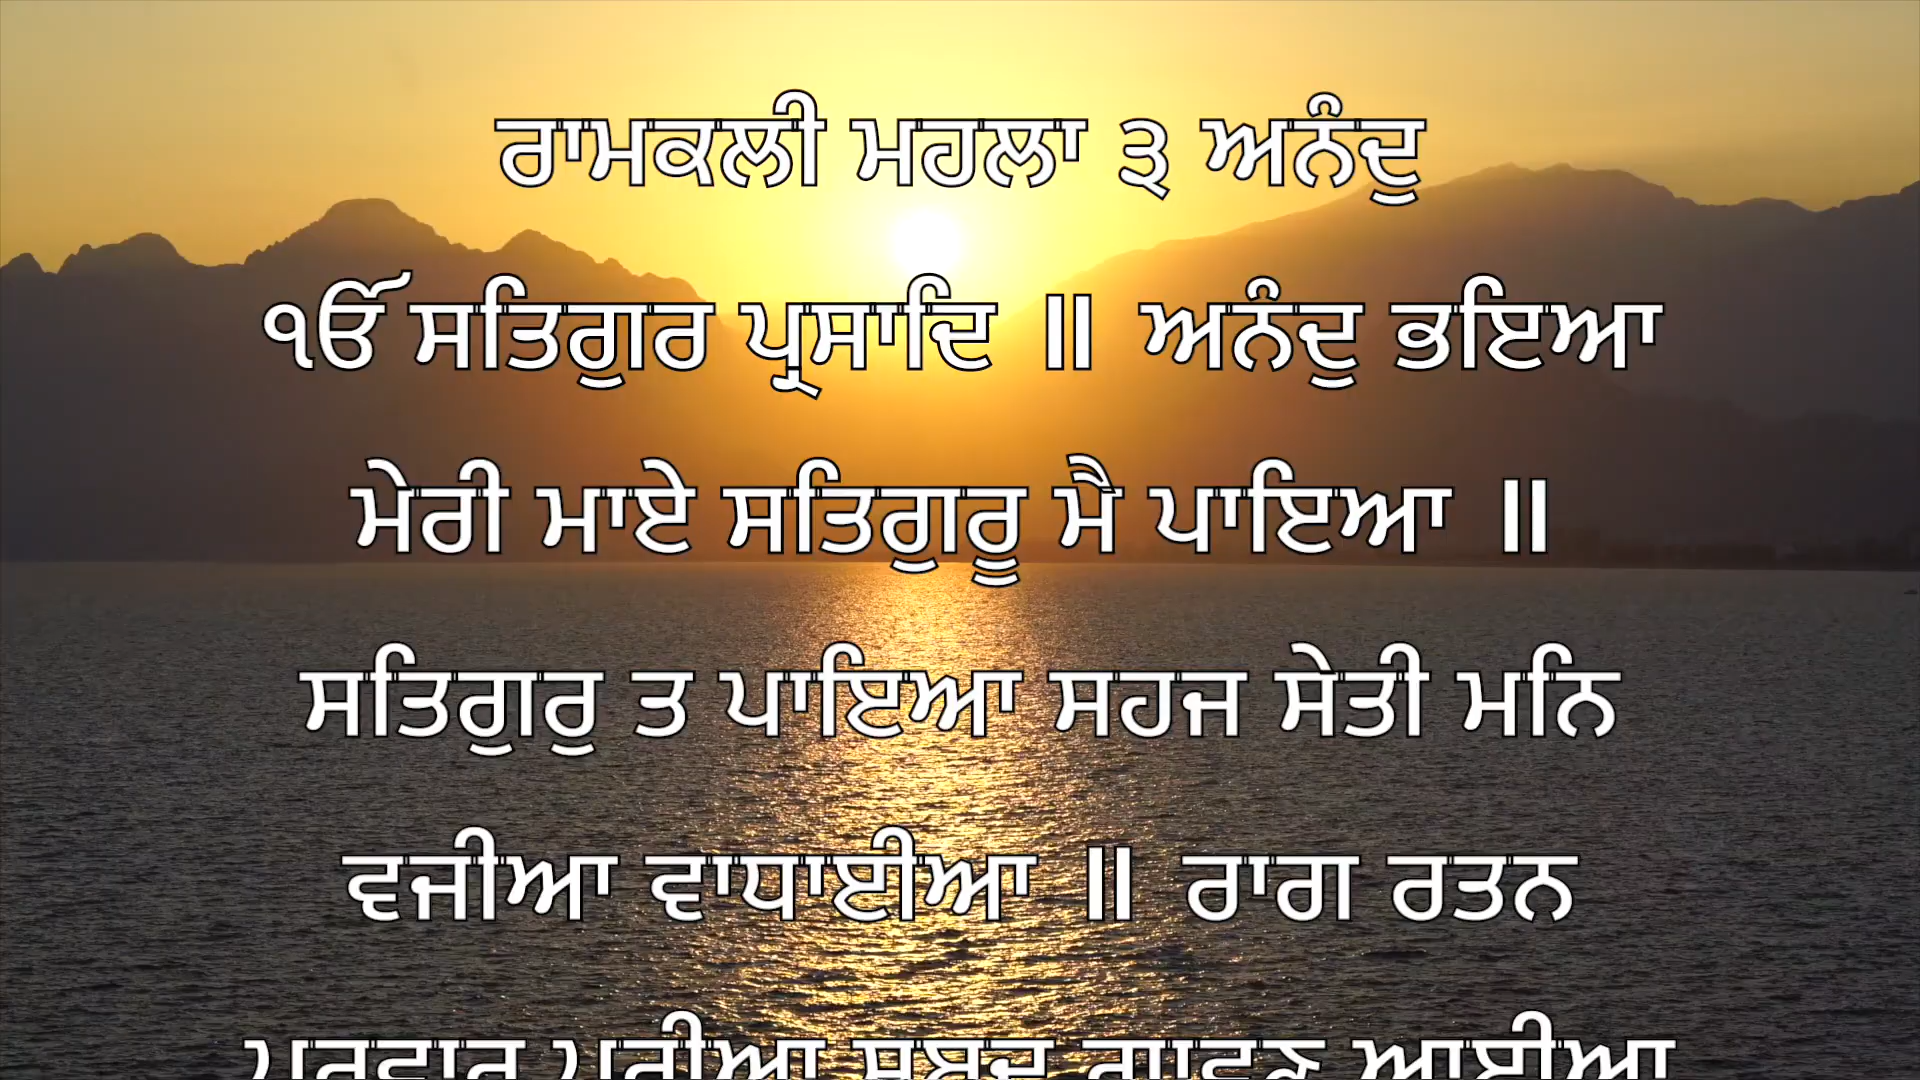 ਰਾਮਕਲੀ ਮਹਲਾ ੩ ਅਨੰਦੁ
ੴ ਸਤਿਗੁਰ ਪ੍ਰਸਾਦਿ ॥ ਅਨੰਦੁ ਭਇਆ
ਮੇਰੀ ਮਾਏ ਸਤਿਗੁਰੂ ਮੈ ਪਾਇਆ ॥
ਸਤਿਗੁਰੁ ਤ ਪਾਇਆ ਸਹਜ ਸੇਤੀ ਮਨਿ
ਵਜੀਆ ਵਾਧਾਈਆ ॥ ਰਾਗ ਰਤਨ